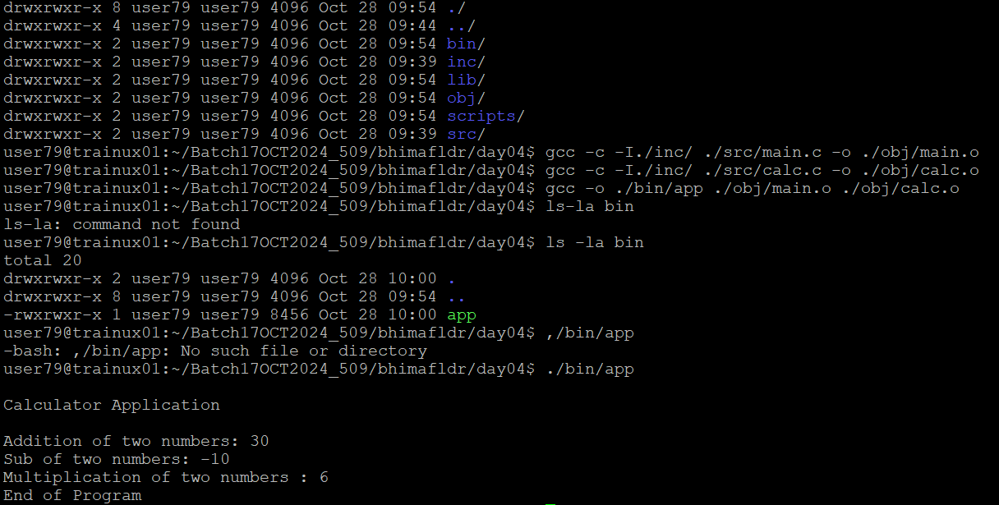 drwxrwxr-x 8 user79 user79 4096 Oct 28 09:54 ./
drwxrwxr-x 4 user79 user79 4096 Oct 28 09:44 ../
drwxrwxr-x 2 user79 user79 4096 Oct 28 09:54 bin/
drwxrwxr-x 2 user79 user79 4096 Oct 28 09:39 inc/
drwxrwxr-x 2 user79 user79 4096 Oct 28 09:54 lib/
drwxrwxr-x 2 user79 user79 4096 Oct 28 09:54 obj/
drwxrwxr-x 2 user79 user79 4096 Oct 28 09:54 scripts/
drwxrwxr-x 2 user79 user79 4096 Oct 28 09:39 src/
user79@trainux01:~/Batch17OCT2024_509/bhimafldr/day04$ gcc -c -I./inc/ ./src/main.c -o ./obj/main.o
user79@trainux01:~/Batch17OCT2024_509/bhimafldr/day04$ gcc -c -I./inc/ ./src/calc.c -o ./obj/calc.o
user79@trainux01:~/Batch17OCT2024_509/bhimafldr/day04$ gcc -o ./bin/app ./obj/main.o ./obj/calc.o
user79@trainux01:~/Batch17OCT2024_509/bhimafldr/day04$ ls-la bin
ls-la: command not found
user79@trainux01:~/Batch17OCT2024_509/bhimafldr/day04$ ls -la bin
total 20
drwxrwxr-x 2 user79 user79 4096 Oct 28 10:00 .
drwxrwxr-x 8 user79 user79 4096 Oct 28 09:54 ..
-rwxrwxr-x 1 user79 user79 8456 Oct 28 10:00 app
user79@trainux01:~/Batch17OCT2024_509/bhimafldr/day04$ ,/bin/app
-bash: ,/bin/app: No such file or directory
user79@trainux01:~/Batch17OCT2024_509/bhimafldr/day04$ ./bin/app
Calculator Application
Addition of two numbers: 30
Sub of two numbers: -10
Multiplication of two numbers : 6
End of Program